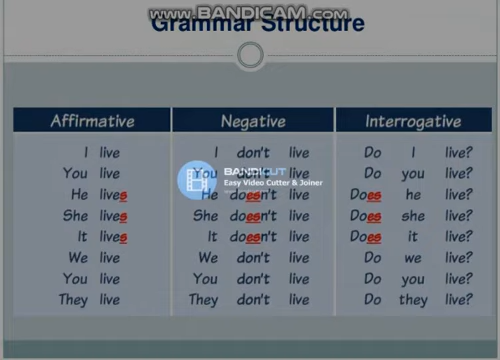 www.BANDICAM.com
Grammar Structure
Affirmative Negative Interrogative
I live I don't live Do I live?
You live You don't live Do you live?
BANDICUT
He lives He doesn't live Does he live?
Easy Video Cutter & Joiner
She lives She doesn't live Does she live?
It lives It doesn't live Does it live?
We live We don't live Do we live?
You live You don't live Do you live?
They live They don't live Do they live?